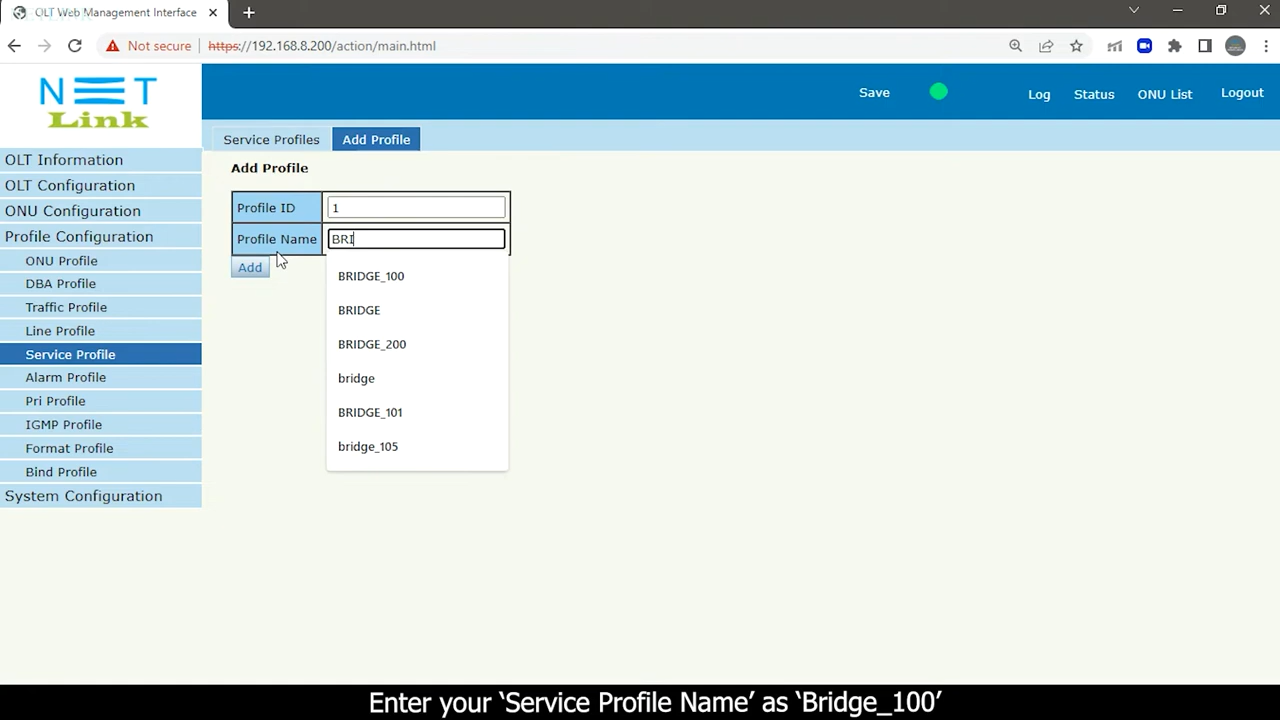 OLT Web Management Interface
Not secure https://192.168.8.200/action/main.html
NET
Link
Save
Log
Status
ONU List
Logout
Service Profiles
Add Profile
OLT Information
OLT Configuration
ONU Configuration
Profile Configuration
ONU Profile
DBA Profile
Traffic Profile
Line Profile
Service Profile
Alarm Profile
Pri Profile
IGMP Profile
Format Profile
Bind Profile
System Configuration
Add Profile
Profile ID 1
Profile Name BRI
Add
BRIDGE_100
BRIDGE
BRIDGE_200
bridge
BRIDGE_101
bridge_105
Enter your ‘Service Profile Name’ as ‘Bridge_100’